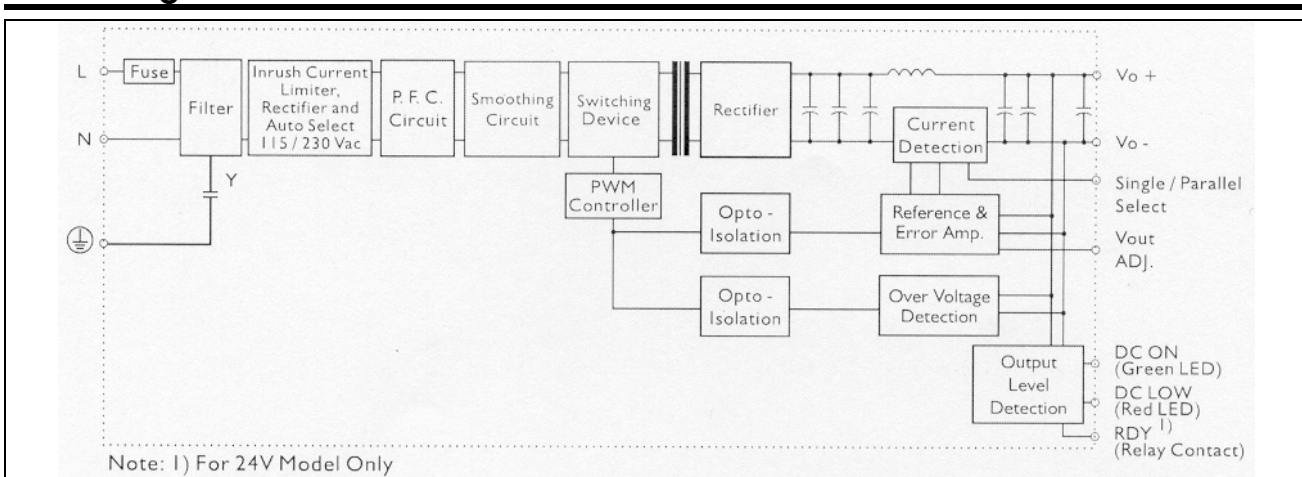 L
Fuse
Filter
Inrush Current
Limiter,
Rectifier and
Auto Select
115 / 230 Vac
P. F. C.
Circuit
Smoothing
Circuit
Switching
Device
Rectifier
Current
Detection
Vo +
N
Vo -
Y
PWM
Controller
Opto -
Isolation
Reference &
Error Amp.
Single / Parallel
Select
Vout
ADJ.
Opto -
Isolation
Over Voltage
Detection
Output
Level
Detection
DC ON
(Green LED)
DC LOW
(Red LED)
RDY 1)
(Relay Contact)
Note: 1) For 24V Model Only